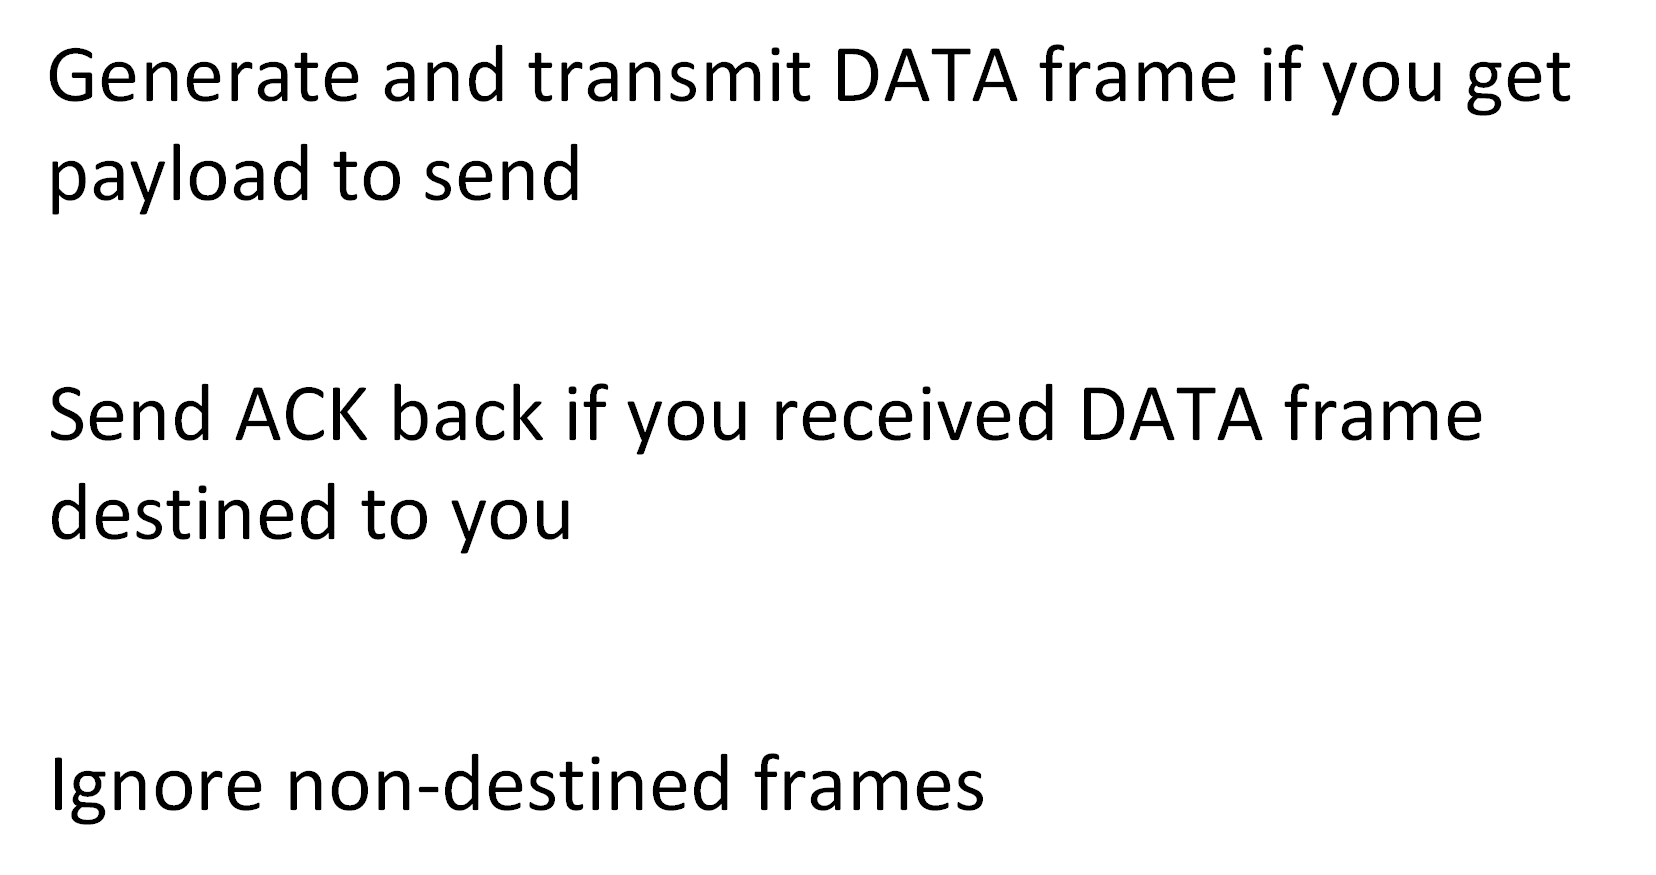 Generate and transmit DATA frame if you get
payload to send
Send ACK back if you received DATA frame
destined to you
Ignore non-destined frames